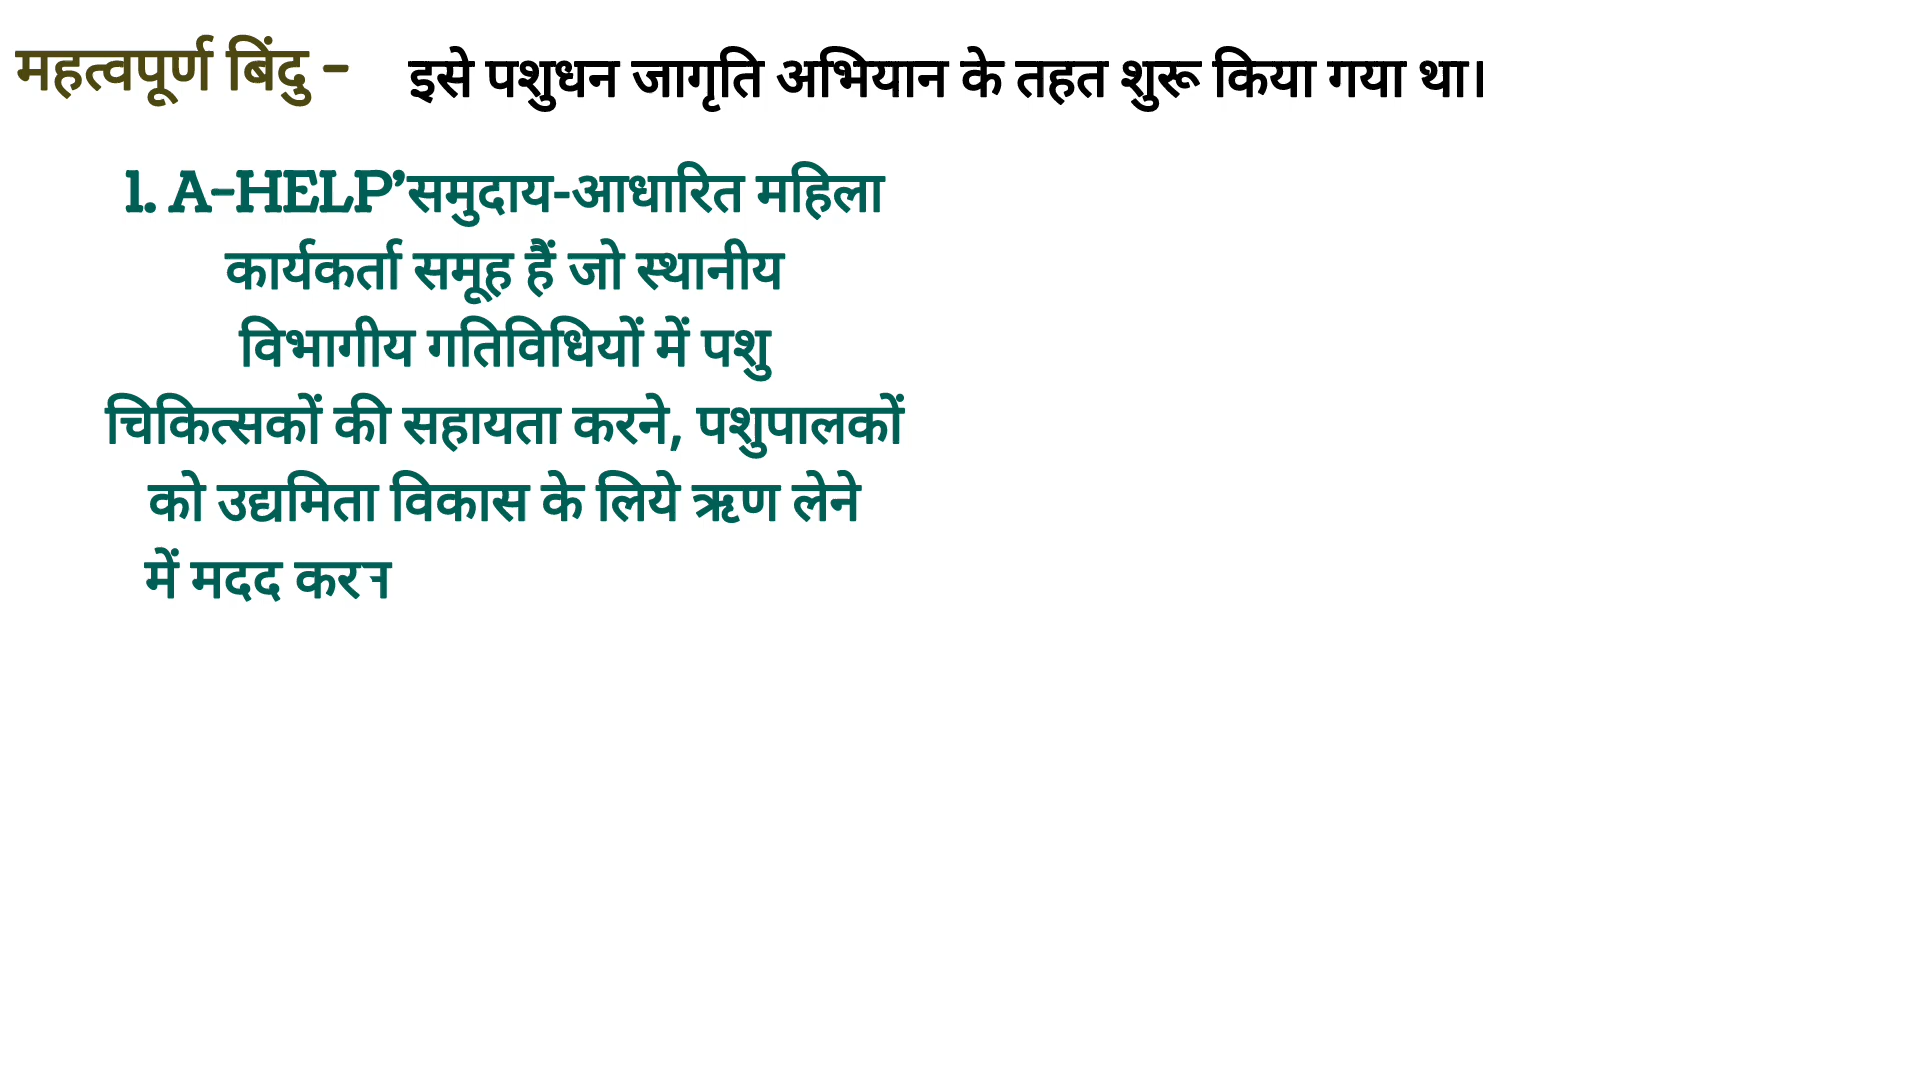 महत्वपूर्ण बिंदु -
इसे पशुधन जागृति अभियान के तहत शुरू किया गया था।
1. A-HELP’समुदाय-आधारित महिला
कार्यकर्ता समूह हैं जो स्थानीय
विभागीय गतिविधियों में पशु
चिकित्सकों की सहायता करने, पशुपालकों
को उद्यमिता विकास के लिये ऋण लेने
में मदद